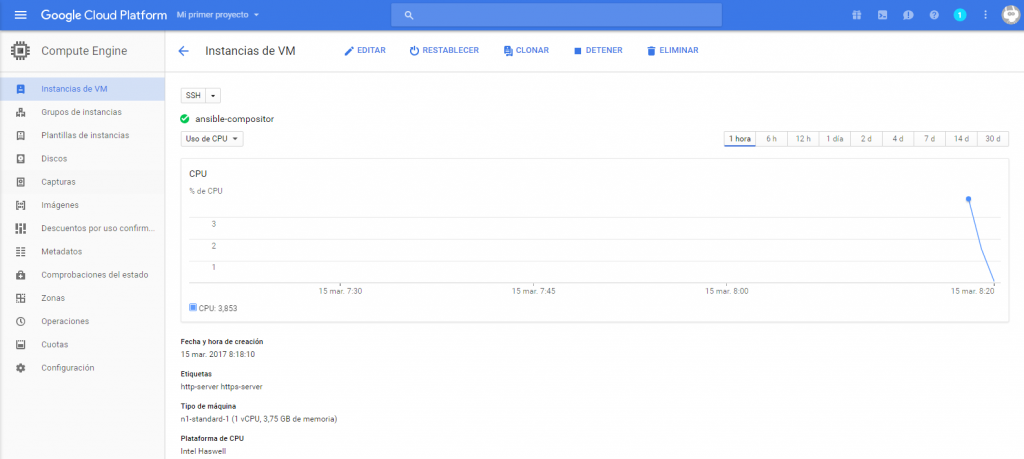 Google Cloud Platform Mi primer proyecto 1
Compute Engine
Instancias de VM EDITAR RESTABLECER CLONAR DETENER ELIMINAR
Instancias de VM
Grupos de instancias
Plantillas de instancias
Discos
Capturas
Imágenes
Descuentos por uso confirm...
Metadatos
Comprobaciones del estado
Zonas
Operaciones
Cuotas
Configuración
SSH
ansible-compositor
Uso de CPU 1 hora 6 h 12 h 1 día 2 d 4 d 7 d 14 d 30 d
CPU
% de CPU
3
2
1
15 mar. 7:30 15 mar. 7:45 15 mar. 8:00 15 mar. 8:20
CPU: 3,853
Fecha y hora de creación
15 mar. 2017 8:18:10
Etiquetas
http-server https-server
Tipo de máquina
n1-standard-1 (1 vCPU, 3,75 GB de memoria)
Plataforma de CPU
Intel Haswell